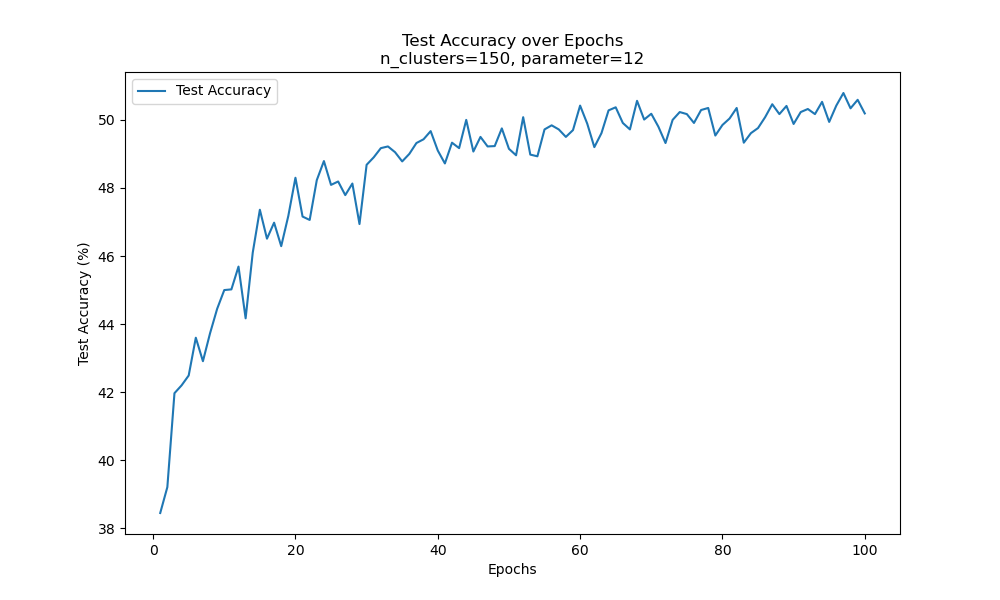 Test Accuracy over Epochs
n_clusters=150, parameter=12
Test Accuracy
Test Accuracy (%)
50
48
46
44
42
40
38
0 20 40 60 80 100
Epochs